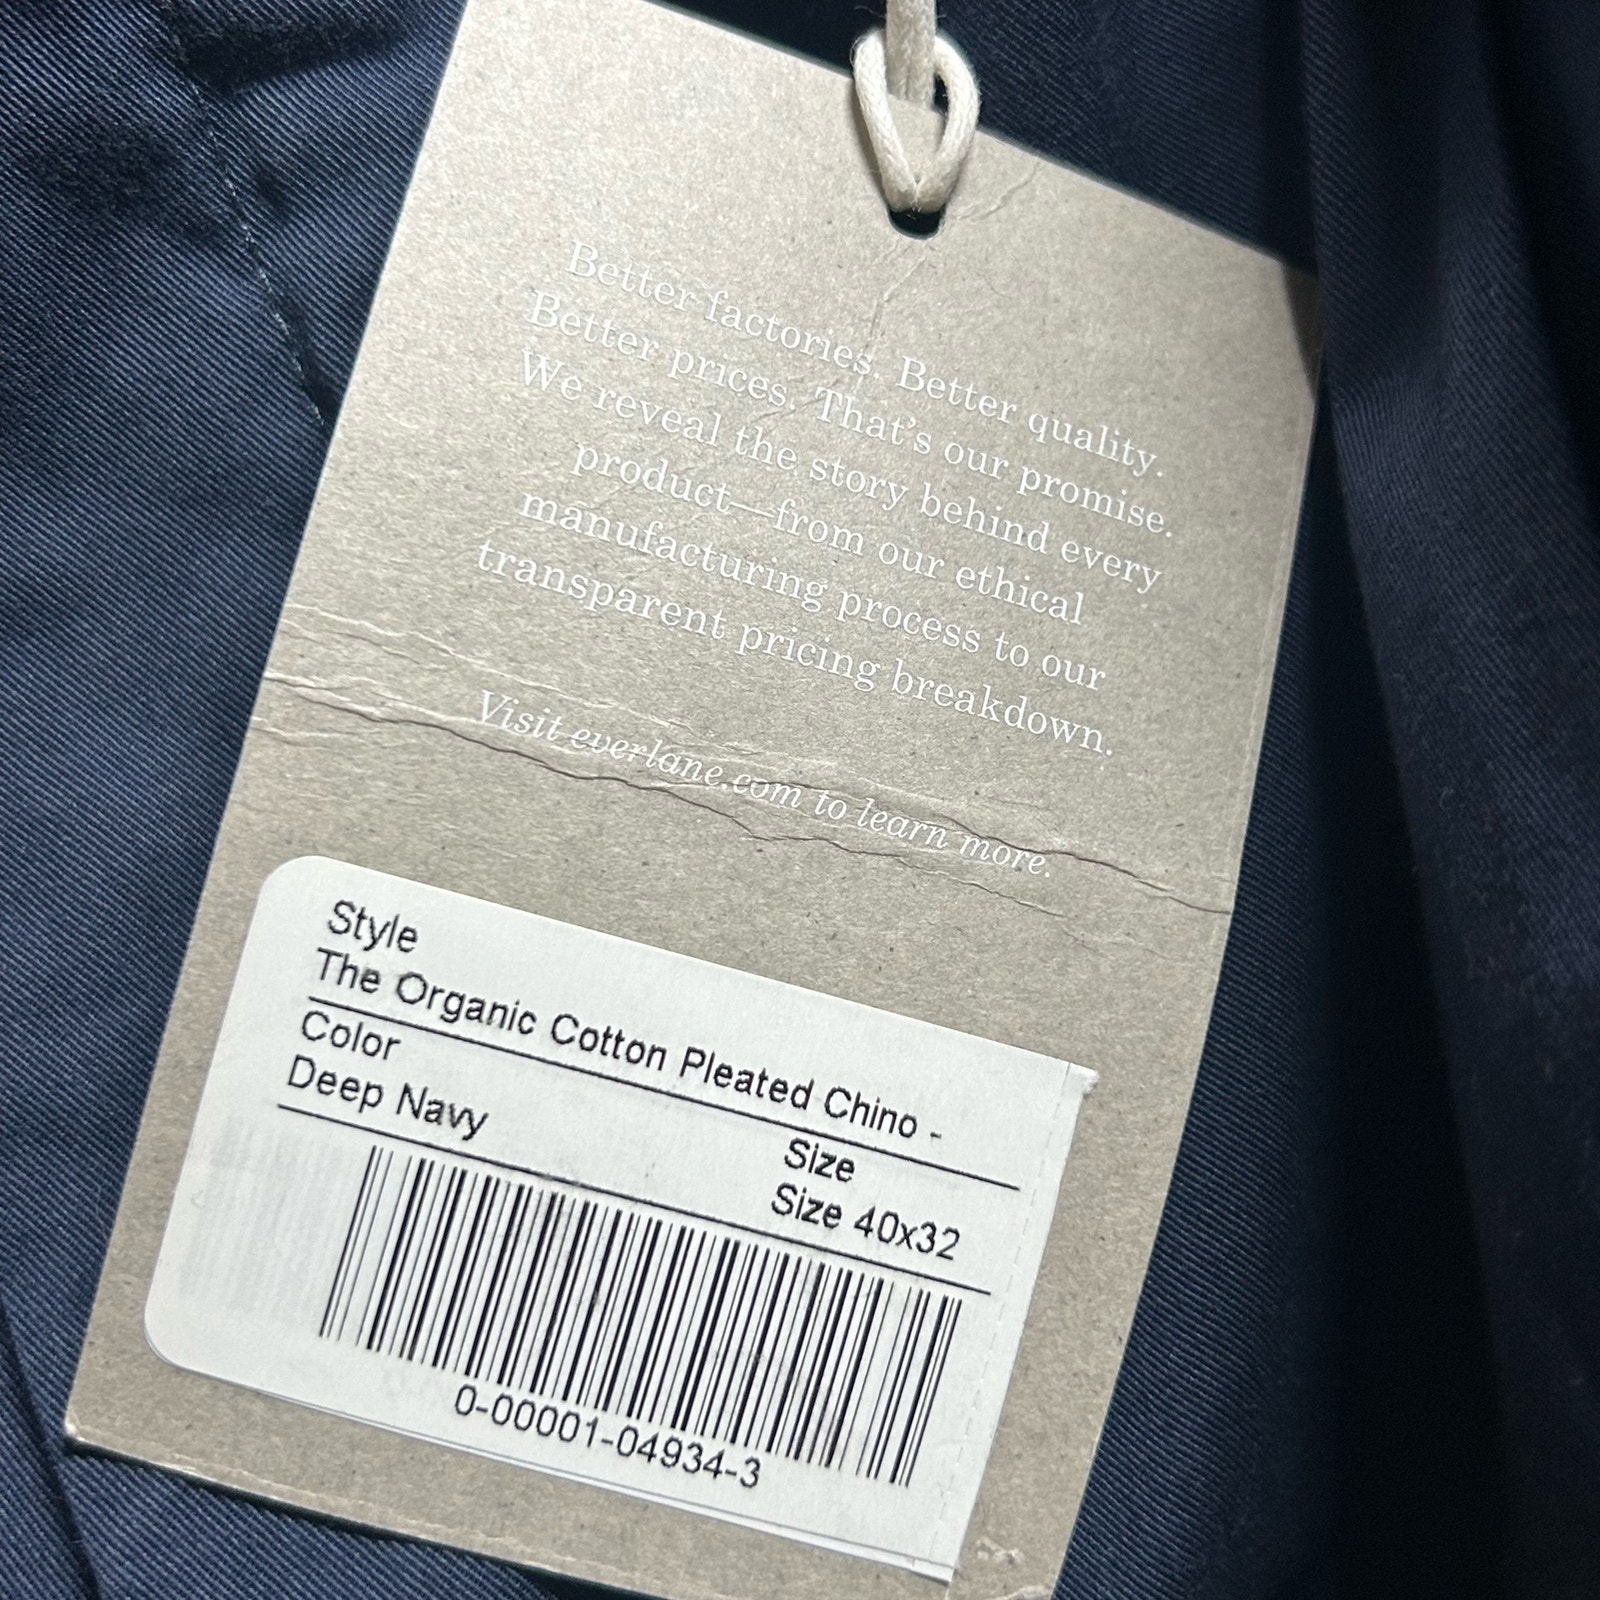 Better factories. Better quality.
Better prices. That's our promise.
We reveal the story behind every
product—from our ethical
manufacturing process to our
transparent pricing breakdown.
Visit everlane.com to learn more.
Style
The Organic Cotton Pleated Chino -
Color
Deep Navy
Size
Size 40x32
0-00001-04934-3